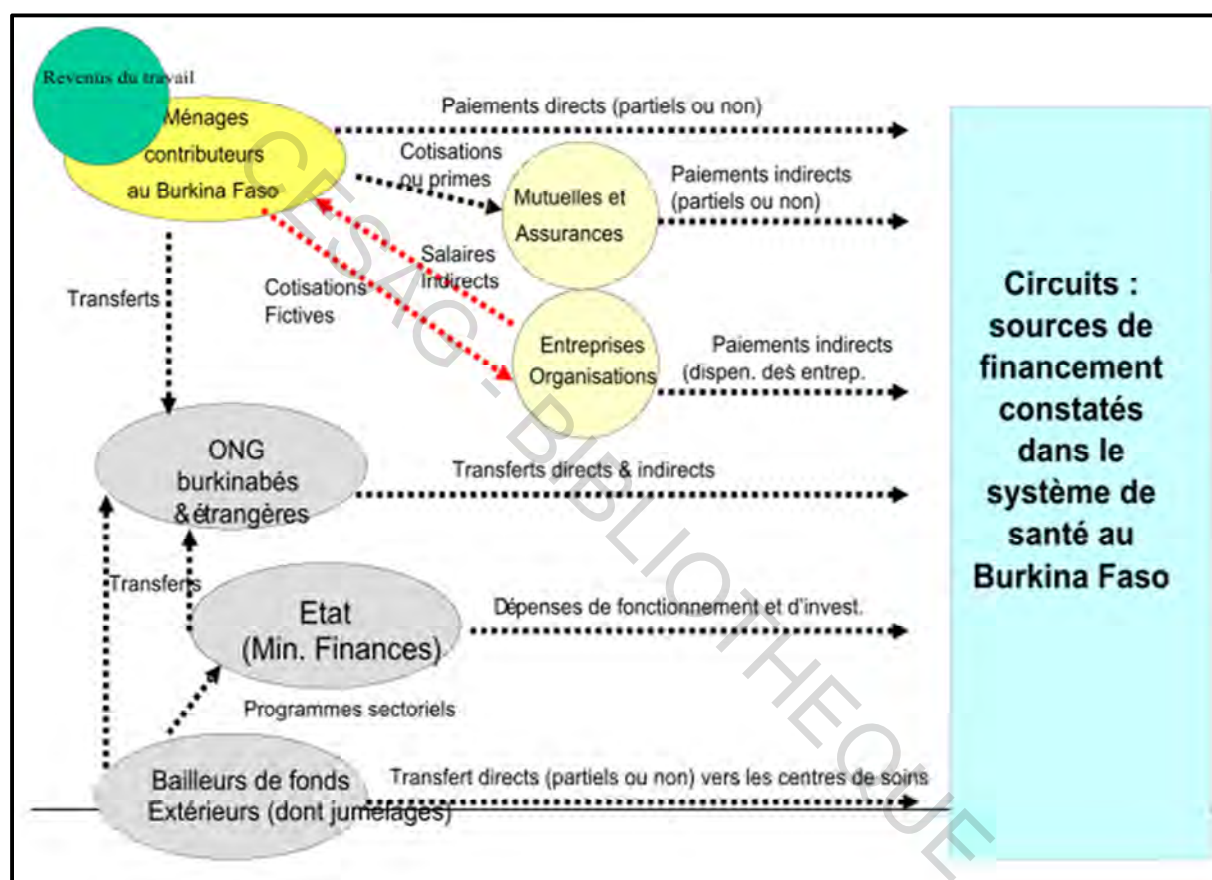 Revenus du travail
Ménages
contributeurs
au Burkina Faso
Paiements directs (partiels ou non)
Cotisations
ou primes
Mutuelles et
Assurances
Paiements indirects
(partiels ou non)
Salaires
Indirects
Cotisations
Fictives
Transferts
Entreprises
Organisations
Paiements indirects
(dispen. des entrep.
ONG
burkinabés
&étrangères
Transferts directs & indirects
Transferts
Etat
(Min. Finances)
Dépenses de fonctionnement et d'invest.
Programmes sectoriels
Bailleurs de fonds
Extérieurs (dont jumelages)
Transfert directs (partiels ou non) vers les centres de soins
Circuits :
sources de
financement
constatés
dans le
système de
santé au
Burkina Faso
CESAG - BIBLIOTHEQUE